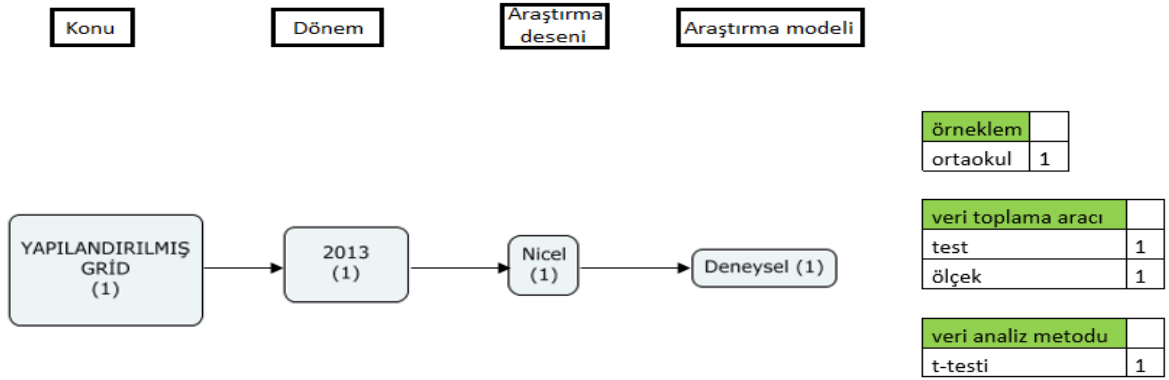 Konu
Dönem
Araştırma
deseni
Araştırma modeli
YAPILANDIRILMIŞ
GRİD
(1)
2013
(1)
Nicel
(1)
Deneysel (1)
örneklem
ortaokul 1
veri toplama aracı
test 1
ölçek 1
veri analiz metodu
t-testi 1